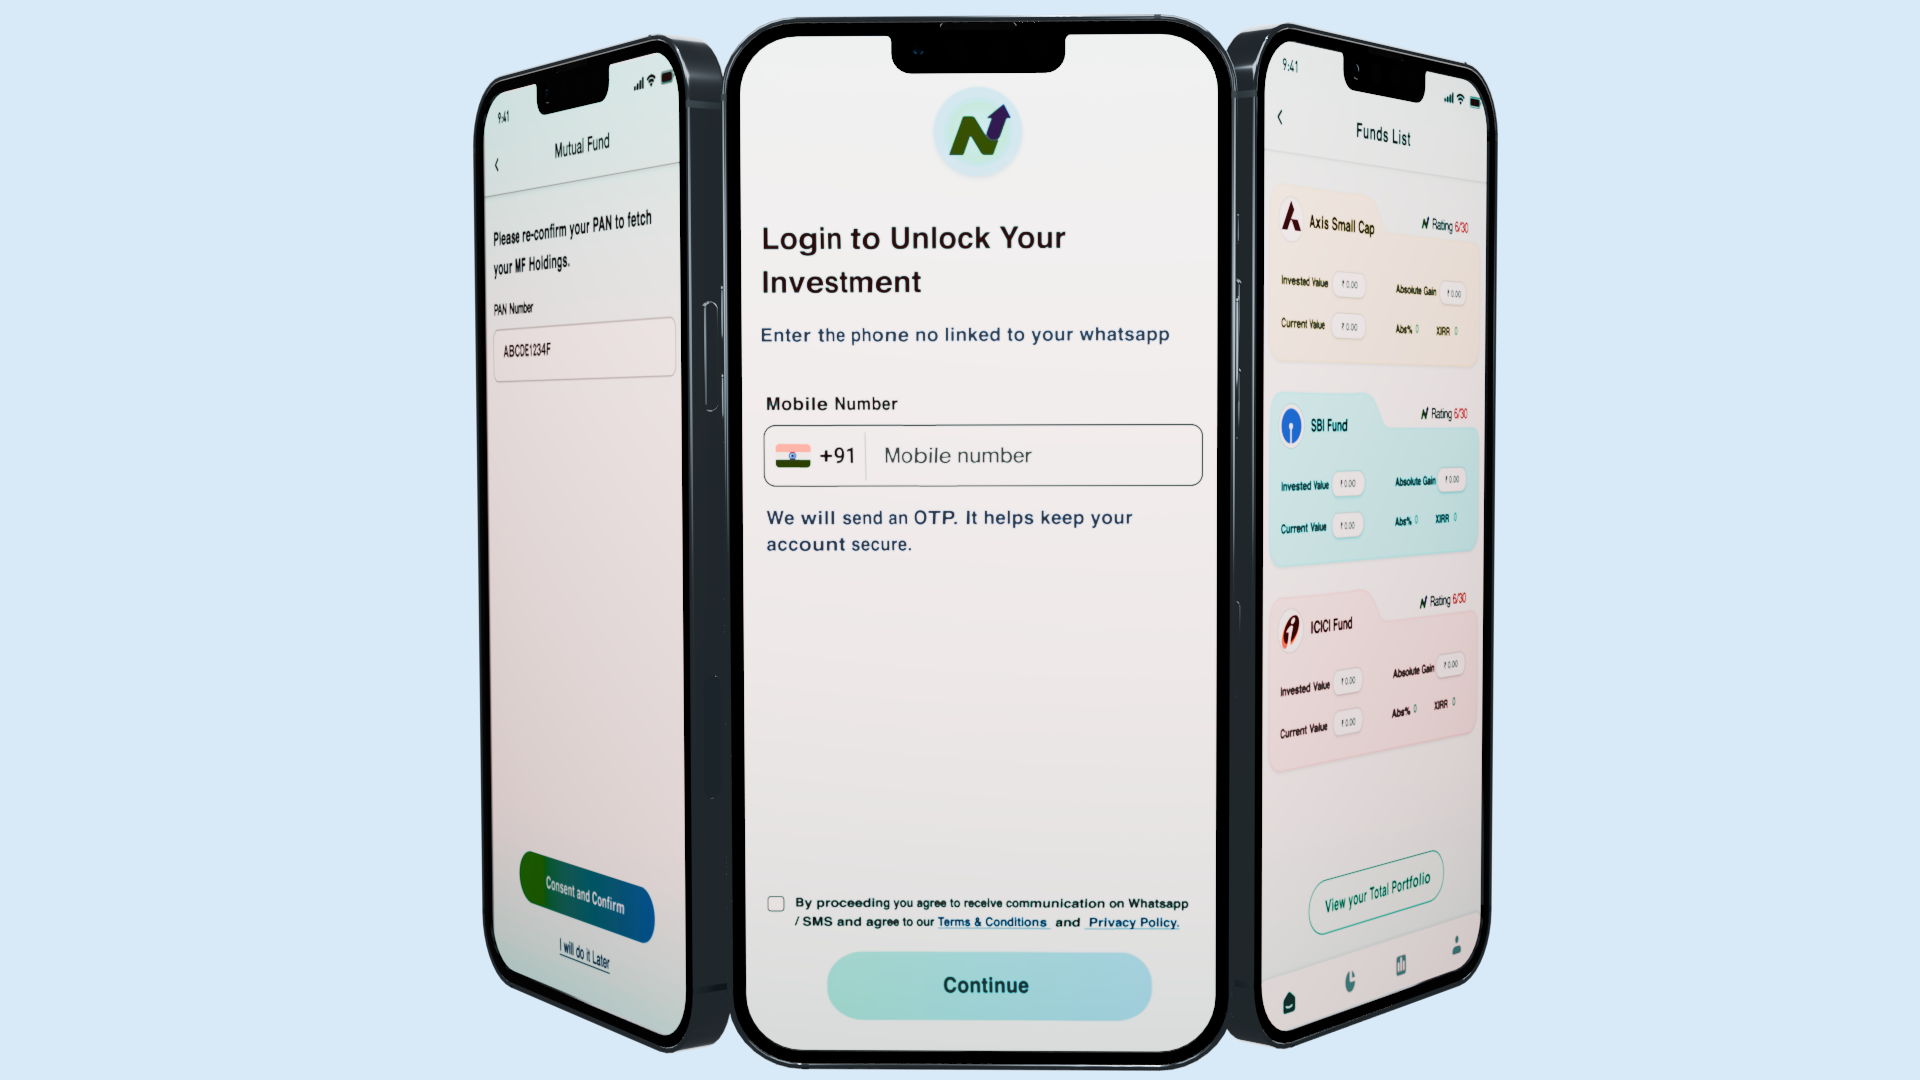 9:41
Mutual Fund
Please re-confirm your PAN to fetch
your MF Holdings.
PAN Number
ABCDE1234F
Consent and Confirm
I will do it Later
Login to Unlock Your
Investment
Enter the phone no linked to your whatsapp
Mobile Number
+91 Mobile number
We will send an OTP. It helps keep your
account secure.
By proceeding you agree to receive communication on Whatsapp
/ SMS and agree to our Terms & Conditions and Privacy Policy.
Continue
9:41
Funds List
Axis Small Cap
Rating 6/30
Invested Value ₹ 0.00 Absolute Gain ₹ 0.00
Current Value ₹ 0.00 Abs% 0 XIRR 0
SBI Fund
Rating 6/30
Invested Value ₹ 0.00 Absolute Gain ₹ 0.00
Current Value ₹ 0.00 Abs% 0 XIRR 0
ICICI Fund
Rating 6/30
Invested Value ₹ 0.00 Absolute Gain ₹ 0.00
Current Value ₹ 0.00 Abs% 0 XIRR 0
View your Total Portfolio